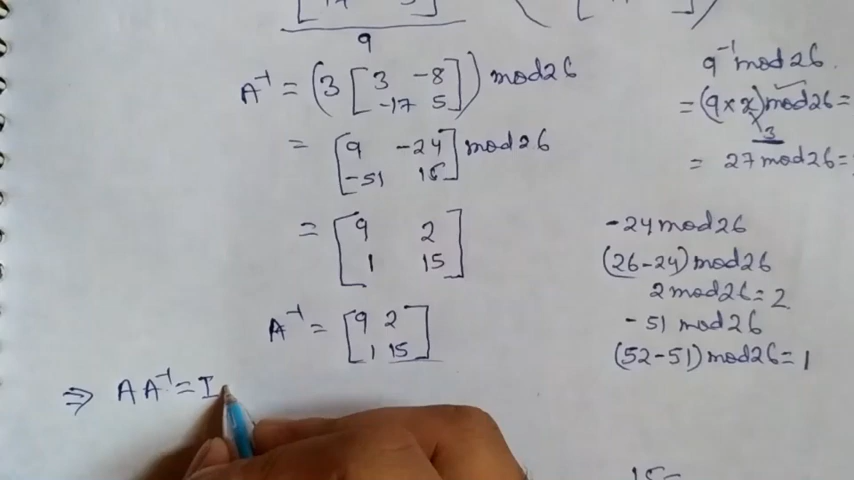 9
A⁻¹ = (3 [3 -8
-17 5]) mod 26
= [9 -24
-51 15] mod 26
= [9 2
1 15]
A⁻¹ = [9 2
1 15]
⇒ A A⁻¹ = I
9⁻¹ mod 26.
= (9 × x) mod 26 =
3
= 27 mod 26 =
-24 mod 26
(26-24) mod 26
2 mod 26 = 2
-51 mod 26
(52-51) mod 26 = 1
15 =